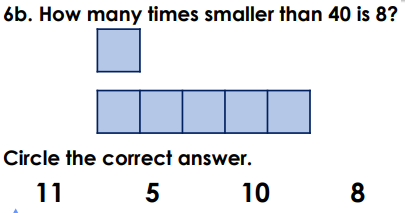 6b. How many times smaller than 40 is 8?
Circle the correct answer.
11 5 10 8